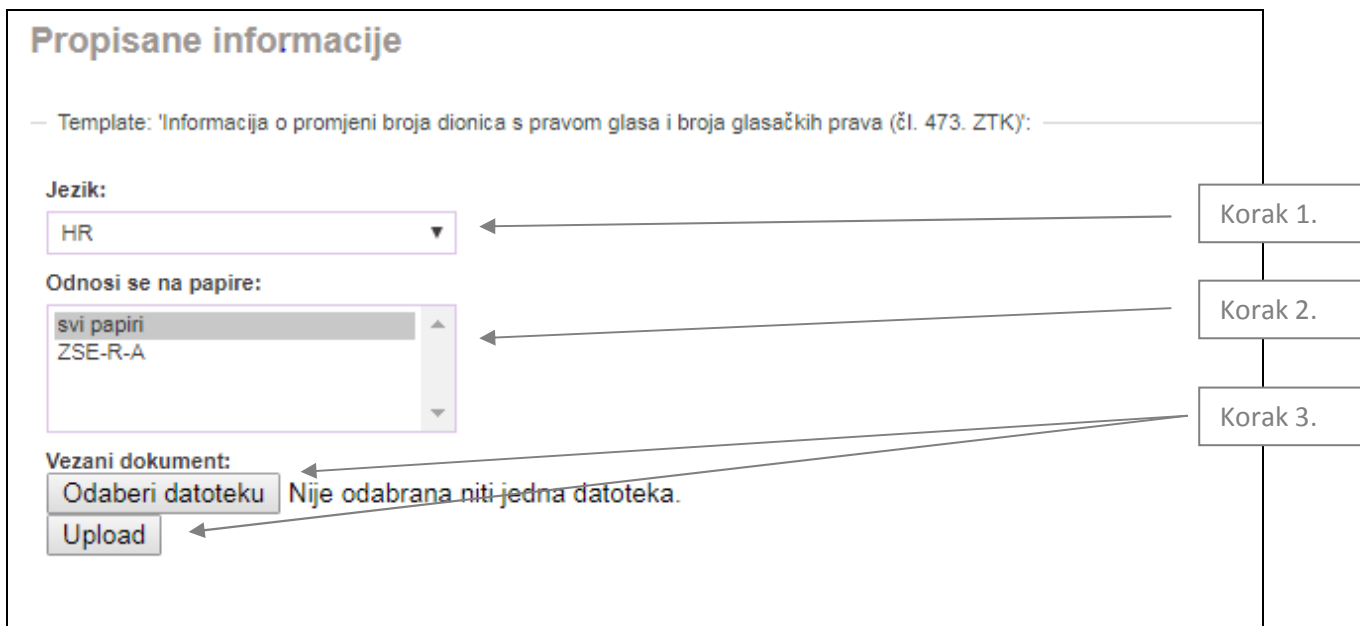 Propisane informacije
Template: 'Informacija o promjeni broja dionica s pravom glasa i broja glasačkih prava (čl. 473. ZTK)':
Jezik:
HR
Korak 1.
Odnosi se na papire:
svi papiri
ZSE-R-A
Korak 2.
Korak 3.
Vezani dokument:
Odaberi datoteku Nije odabrana niti jedna datoteka.
Upload